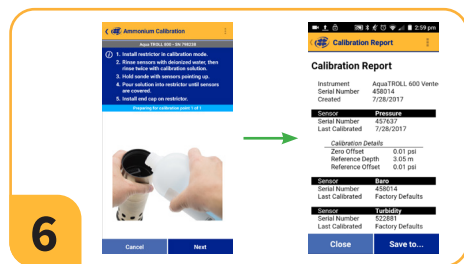 Ammonium Calibration
Aqua TROLL 600 - SN 798236
1. Install restrictor in calibration mode.
2. Rinse sensors with deionized water, then
rinse twice with calibration solution.
3. Hold sonde with sensors pointing up.
4. Pour solution into restrictor until sensors
are covered.
5. Install end cap on restrictor.
Preparing for calibration point 1 of 1
Cancel Next
2:59 pm
Calibration Report
Calibration Report
Instrument AquaTROLL 600 Vente
Serial Number 458014
Created 7/28/2017
Sensor Pressure
Serial Number 457637
Last Calibrated 7/28/2017
Calibration Details
Zero Offset 0.01 psi
Reference Depth 3.05 m
Reference Offset 0.01 psi
Sensor Baro
Serial Number 458014
Last Calibrated Factory Defaults
Sensor Turbidity
Serial Number 522881
Last Calibrated Factory Defaults
Close Save to...
6